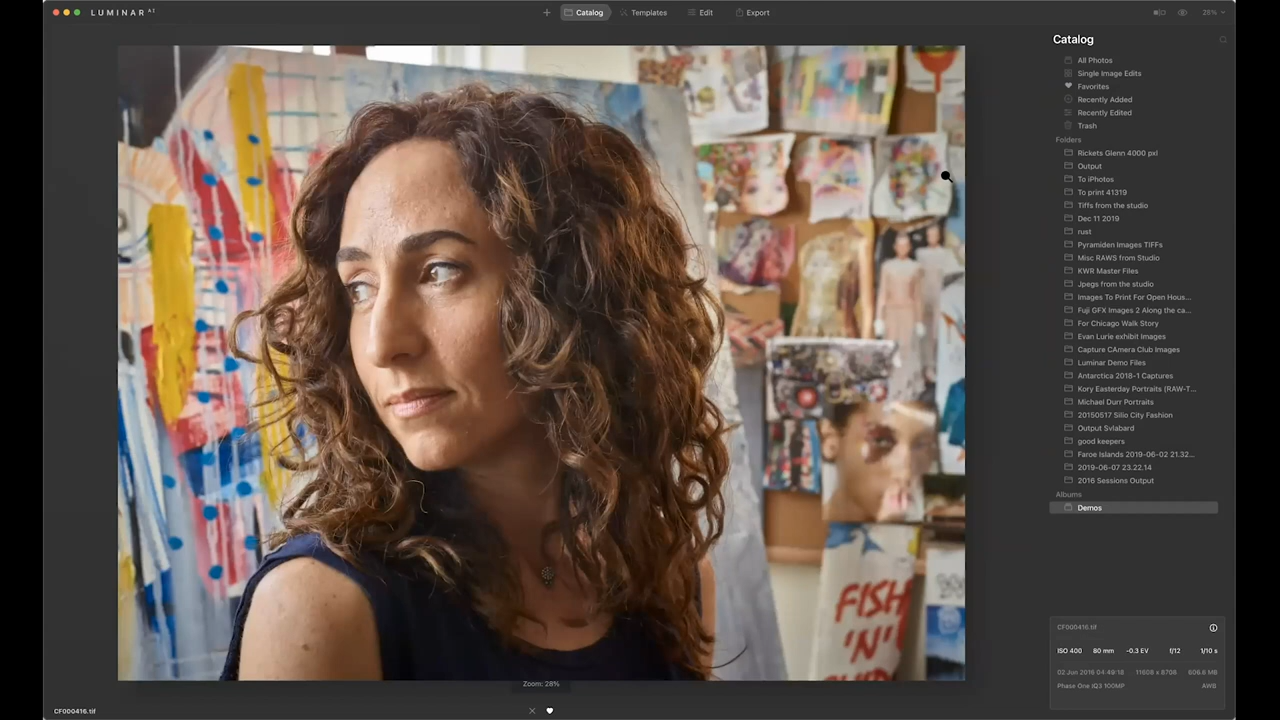 LUMINAR AI
Catalog
Templates
Edit
Export
28%
Catalog
All Photos
Single Image Edits
Favorites
Recently Added
Recently Edited
Trash
Folders
Rickets Glenn 4000 pxl
Output
To iPhotos
To print 41319
Tiffs from the studio
Dec 11 2019
rust
Pyramiden Images TIFFs
Misc RAWS from Studio
KWR Master Files
Jpegs from the studio
Images To Print For Open Hous...
Fuji GFX Images 2 Along the ca...
For Chicago Walk Story
Evan Lurie exhibit Images
Capture CAmera Club Images
Luminar Demo Files
Antarctica 2018-1 Captures
Kory Easterday Portraits (RAW-T...
Michael Durr Portraits
20150517 Silio City Fashion
Output Svlabard
good keepers
Faroe Islands 2019-06-02 21.32...
2019-06-07 23.22.14
2016 Sessions Output
Albums
Demos
FISH
'N'
CF000416.tif
ISO 400 80 mm -0.3 EV f/12 1/10 s
02 Jun 2016 04:49:18 11608 x 8708 606.6 MB
Phase One IQ3 100MP AWB
Zoom: 28%
CF000416.tif